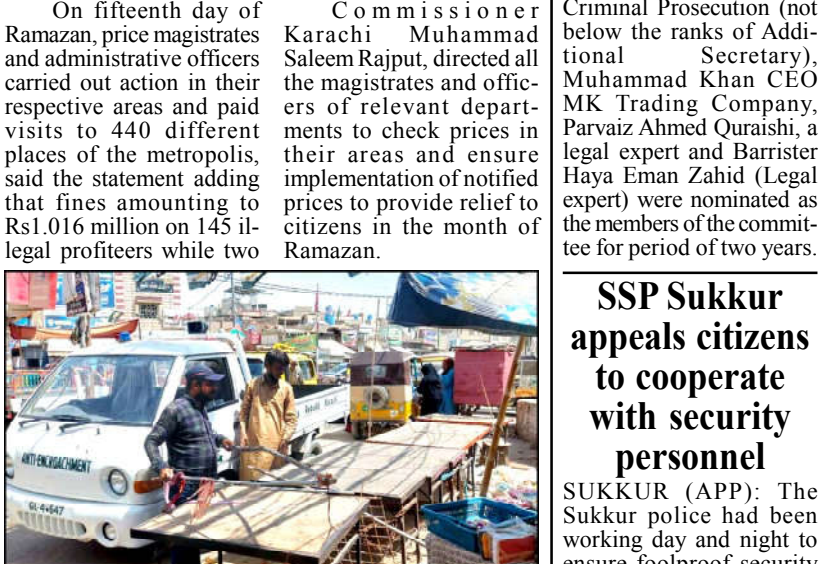 On fifteenth day of
Ramazan, price magistrates
and administrative officers
carried out action in their
respective areas and paid
visits to 440 different
places of the metropolis,
said the statement adding
that fines amounting to
Rs1.016 million on 145 il-
legal profiteers while two
Commissioner
Karachi Muhammad
Saleem Rajput, directed all
the magistrates and offic-
ers of relevant depart-
ments to check prices in
their areas and ensure
implementation of notified
prices to provide relief to
citizens in the month of
Ramazan.
ANTI-ENCROACHMENT
GL-4647
Criminal Prosecution (not
below the ranks of Addi-
tional Secretary),
Muhammad Khan CEO
MK Trading Company,
Parvaiz Ahmed Quraishi, a
legal expert and Barrister
Haya Eman Zahid (Legal
expert) were nominated as
the members of the commit-
tee for period of two years.
SSP Sukkur
appeals citizens
to cooperate
with security
personnel
SUKKUR (APP): The
Sukkur police had been
working day and night to
ensure foolproof security